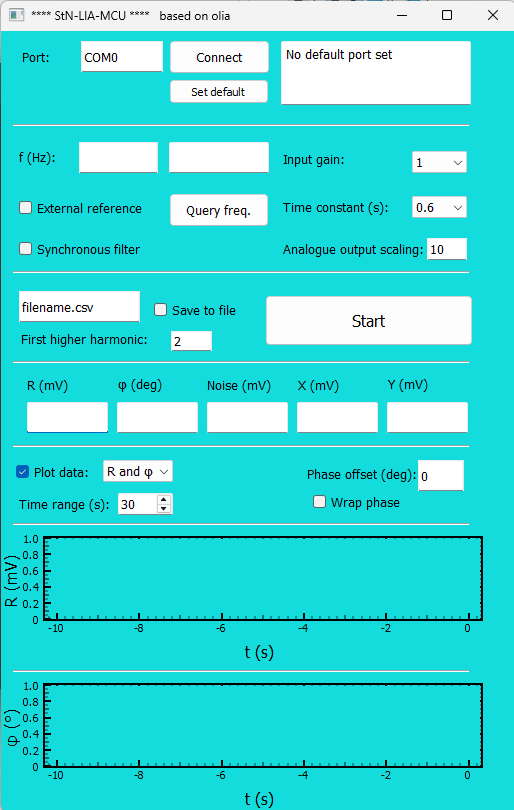 **** StN-LIA-MCU **** based on olia
Port:
COM0
Connect
No default port set
Set default
f (Hz):
Input gain:
1
External reference
Query freq.
Time constant (s):
0.6
Synchronous filter
Analogue output scaling:
10
filename.csv
Save to file
Start
First higher harmonic:
2
R (mV)
φ (deg)
Noise (mV)
X (mV)
Y (mV)
Plot data:
R and φ
Phase offset (deg):
0
Time range (s):
30
Wrap phase
R (mV)
1.0
0.8
0.6
0.4
0.2
0
-10
-8
-6
-4
-2
0
t (s)
φ (°)
1.0
0.8
0.6
0.4
0.2
0
-10
-8
-6
-4
-2
0
t (s)